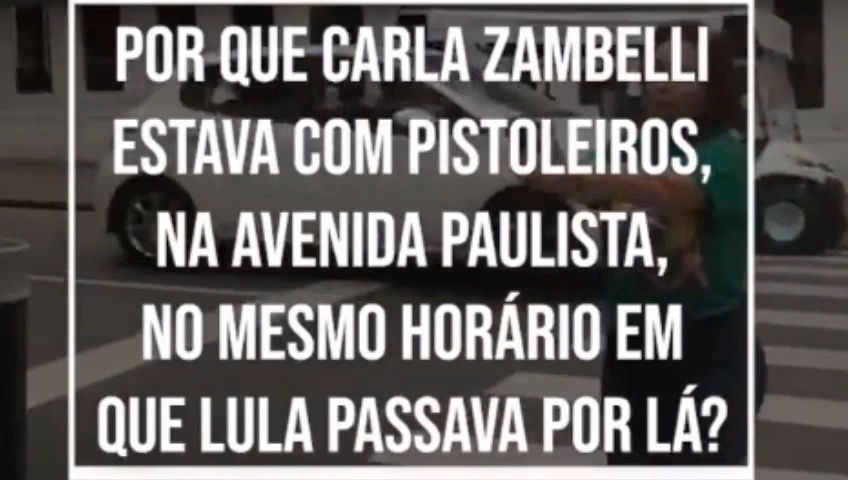 POR QUE CARLA ZAMBELLI
ESTAVA COM PISTOLEIROS,
NA AVENIDA PAULISTA,
NO MESMO HORÁRIO EM
QUE LULA PASSAVA POR LÁ?